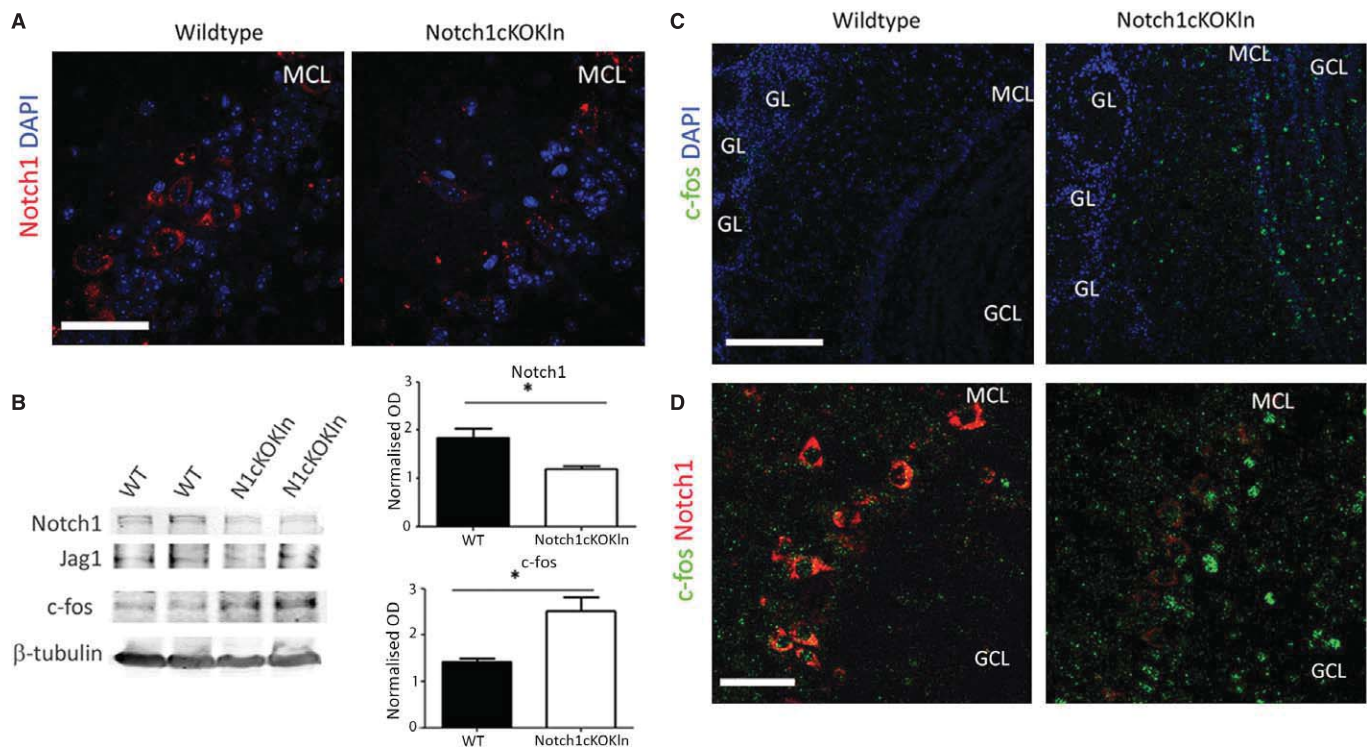 A
Wildtype
Notch1cKOKln
Notch1 DAPI
MCL
MCL
B
WT
WT
N1cKOKln
N1cKOKln
Notch1
Jag1
c-fos
β-tubulin
Notch1
*
Normalised OD
3
2
1
0
WT
Notch1cKOKln
c-fos
*
Normalised OD
3
2
1
0
WT
Notch1cKOKln
C
Wildtype
Notch1cKOKln
c-fos DAPI
GL
MCL
GL
GL
GCL
MCL
GCL
GL
GL
GL
D
c-fos Notch1
MCL
GCL
MCL
GCL